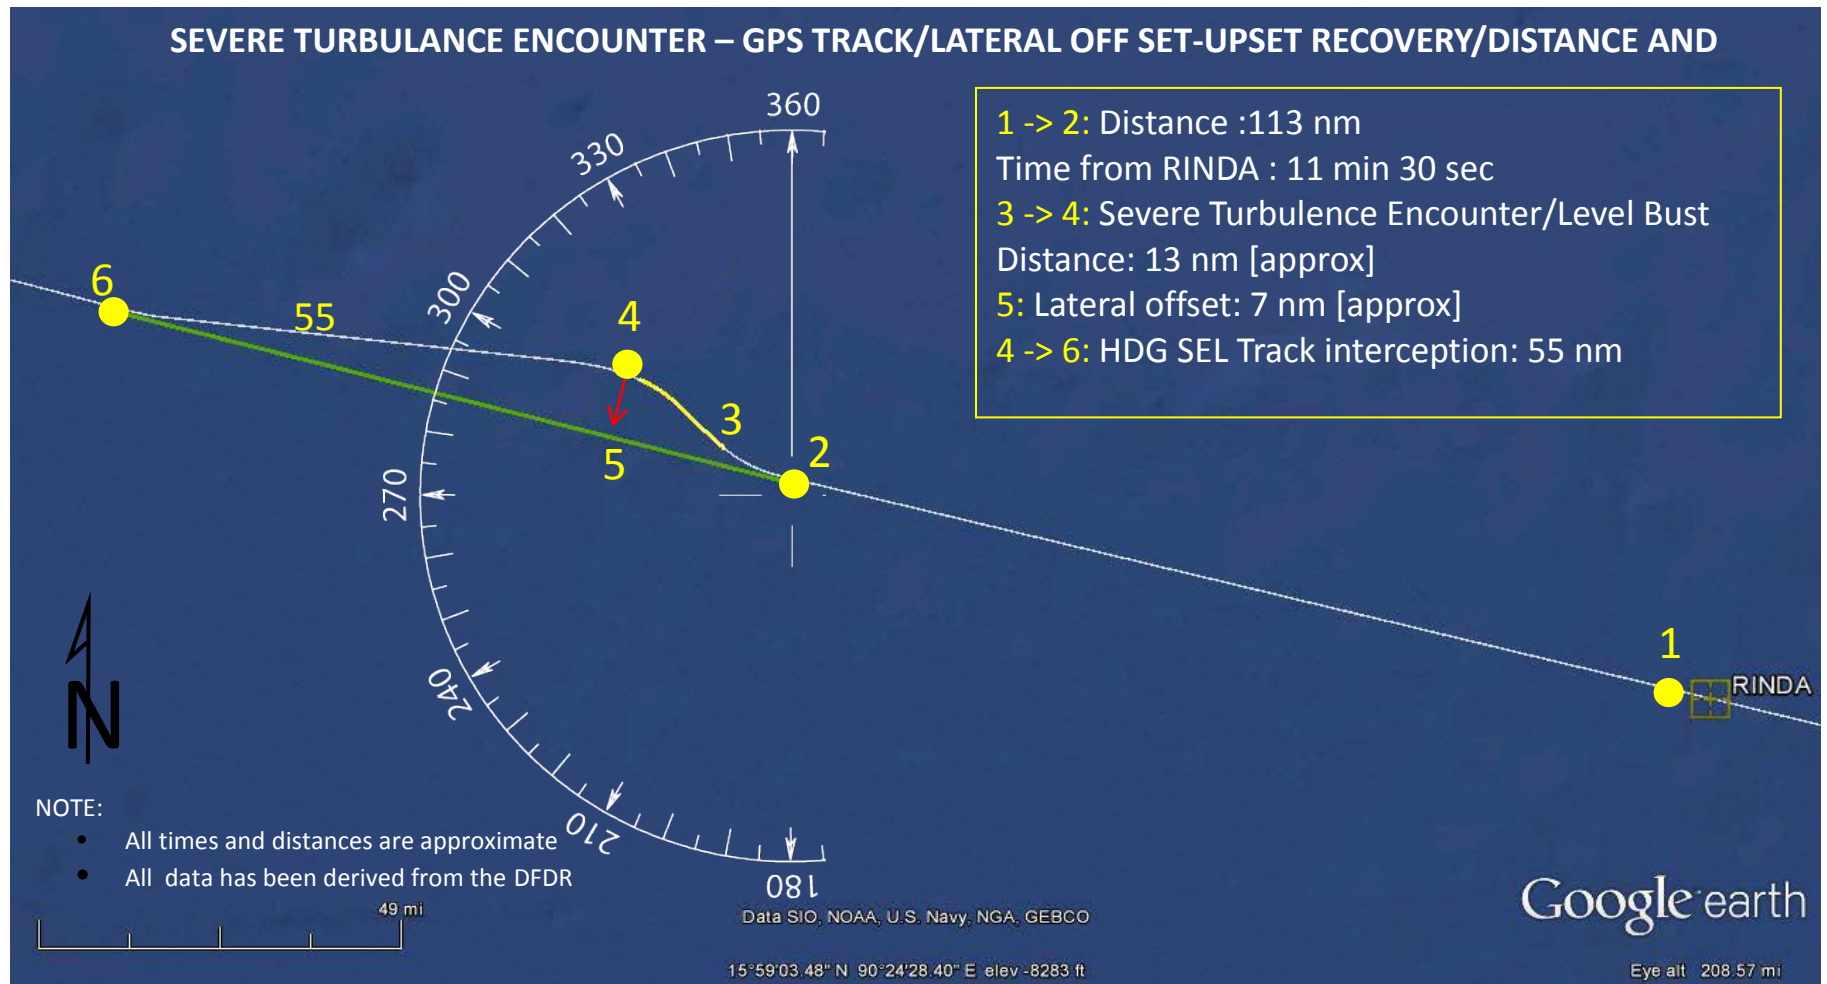 SEVERE TURBULANCE ENCOUNTER – GPS TRACK/LATERAL OFF SET-UPSET RECOVERY/DISTANCE AND
1 -> 2: Distance :113 nm
Time from RINDA : 11 min 30 sec
3 -> 4: Severe Turbulence Encounter/Level Bust
Distance: 13 nm [approx]
5: Lateral offset: 7 nm [approx]
4 -> 6: HDG SEL Track interception: 55 nm
360
330
300
270
240
210
180
6
55
4
3
5
2
1
RINDA
N
NOTE:
• All times and distances are approximate
• All data has been derived from the DFDR
49 mi
Data SIO, NOAA, U.S. Navy, NGA, GEBCO
Google earth
15°59'03.48" N 90°24'28.40" E elev -8283 ft
Eye alt 208.57 mi